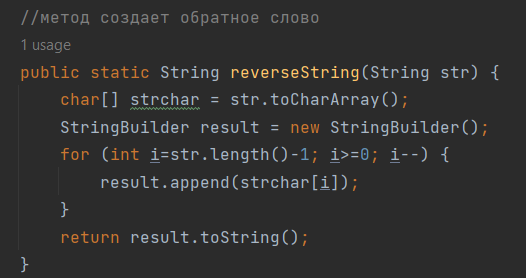 //метод создает обратное слово
1 usage
public static String reverseString(String str) {
    char[] strchar = str.toCharArray();
    StringBuilder result = new StringBuilder();
    for (int i=str.length()-1; i>=0; i--) {
        result.append(strchar[i]);
    }
    return result.toString();
}